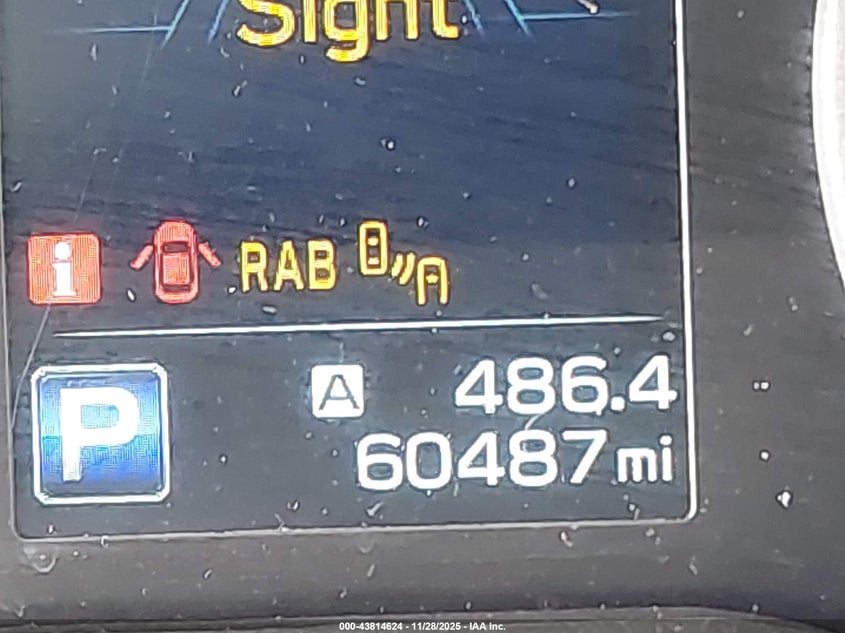 Sight
i RAB
P A 486.4
60487 mi
000-43814624 - 11/28/2025 - IAA Inc.